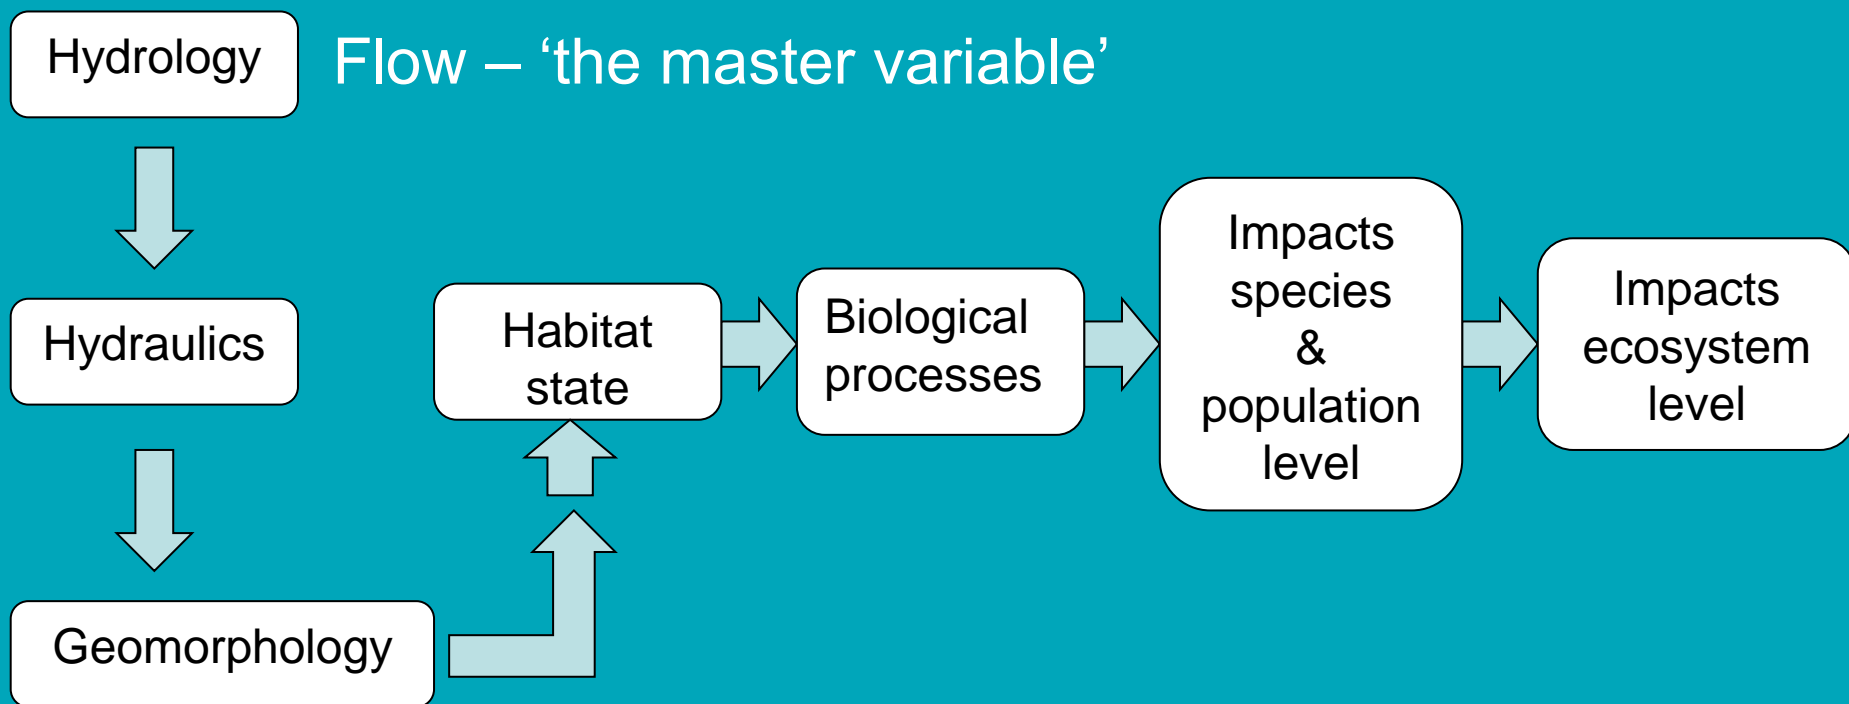 Hydrology
Flow – ‘the master variable’
Hydraulics
Geomorphology
Habitat
state
Biological
processes
Impacts
species
&
population
level
Impacts
ecosystem
level